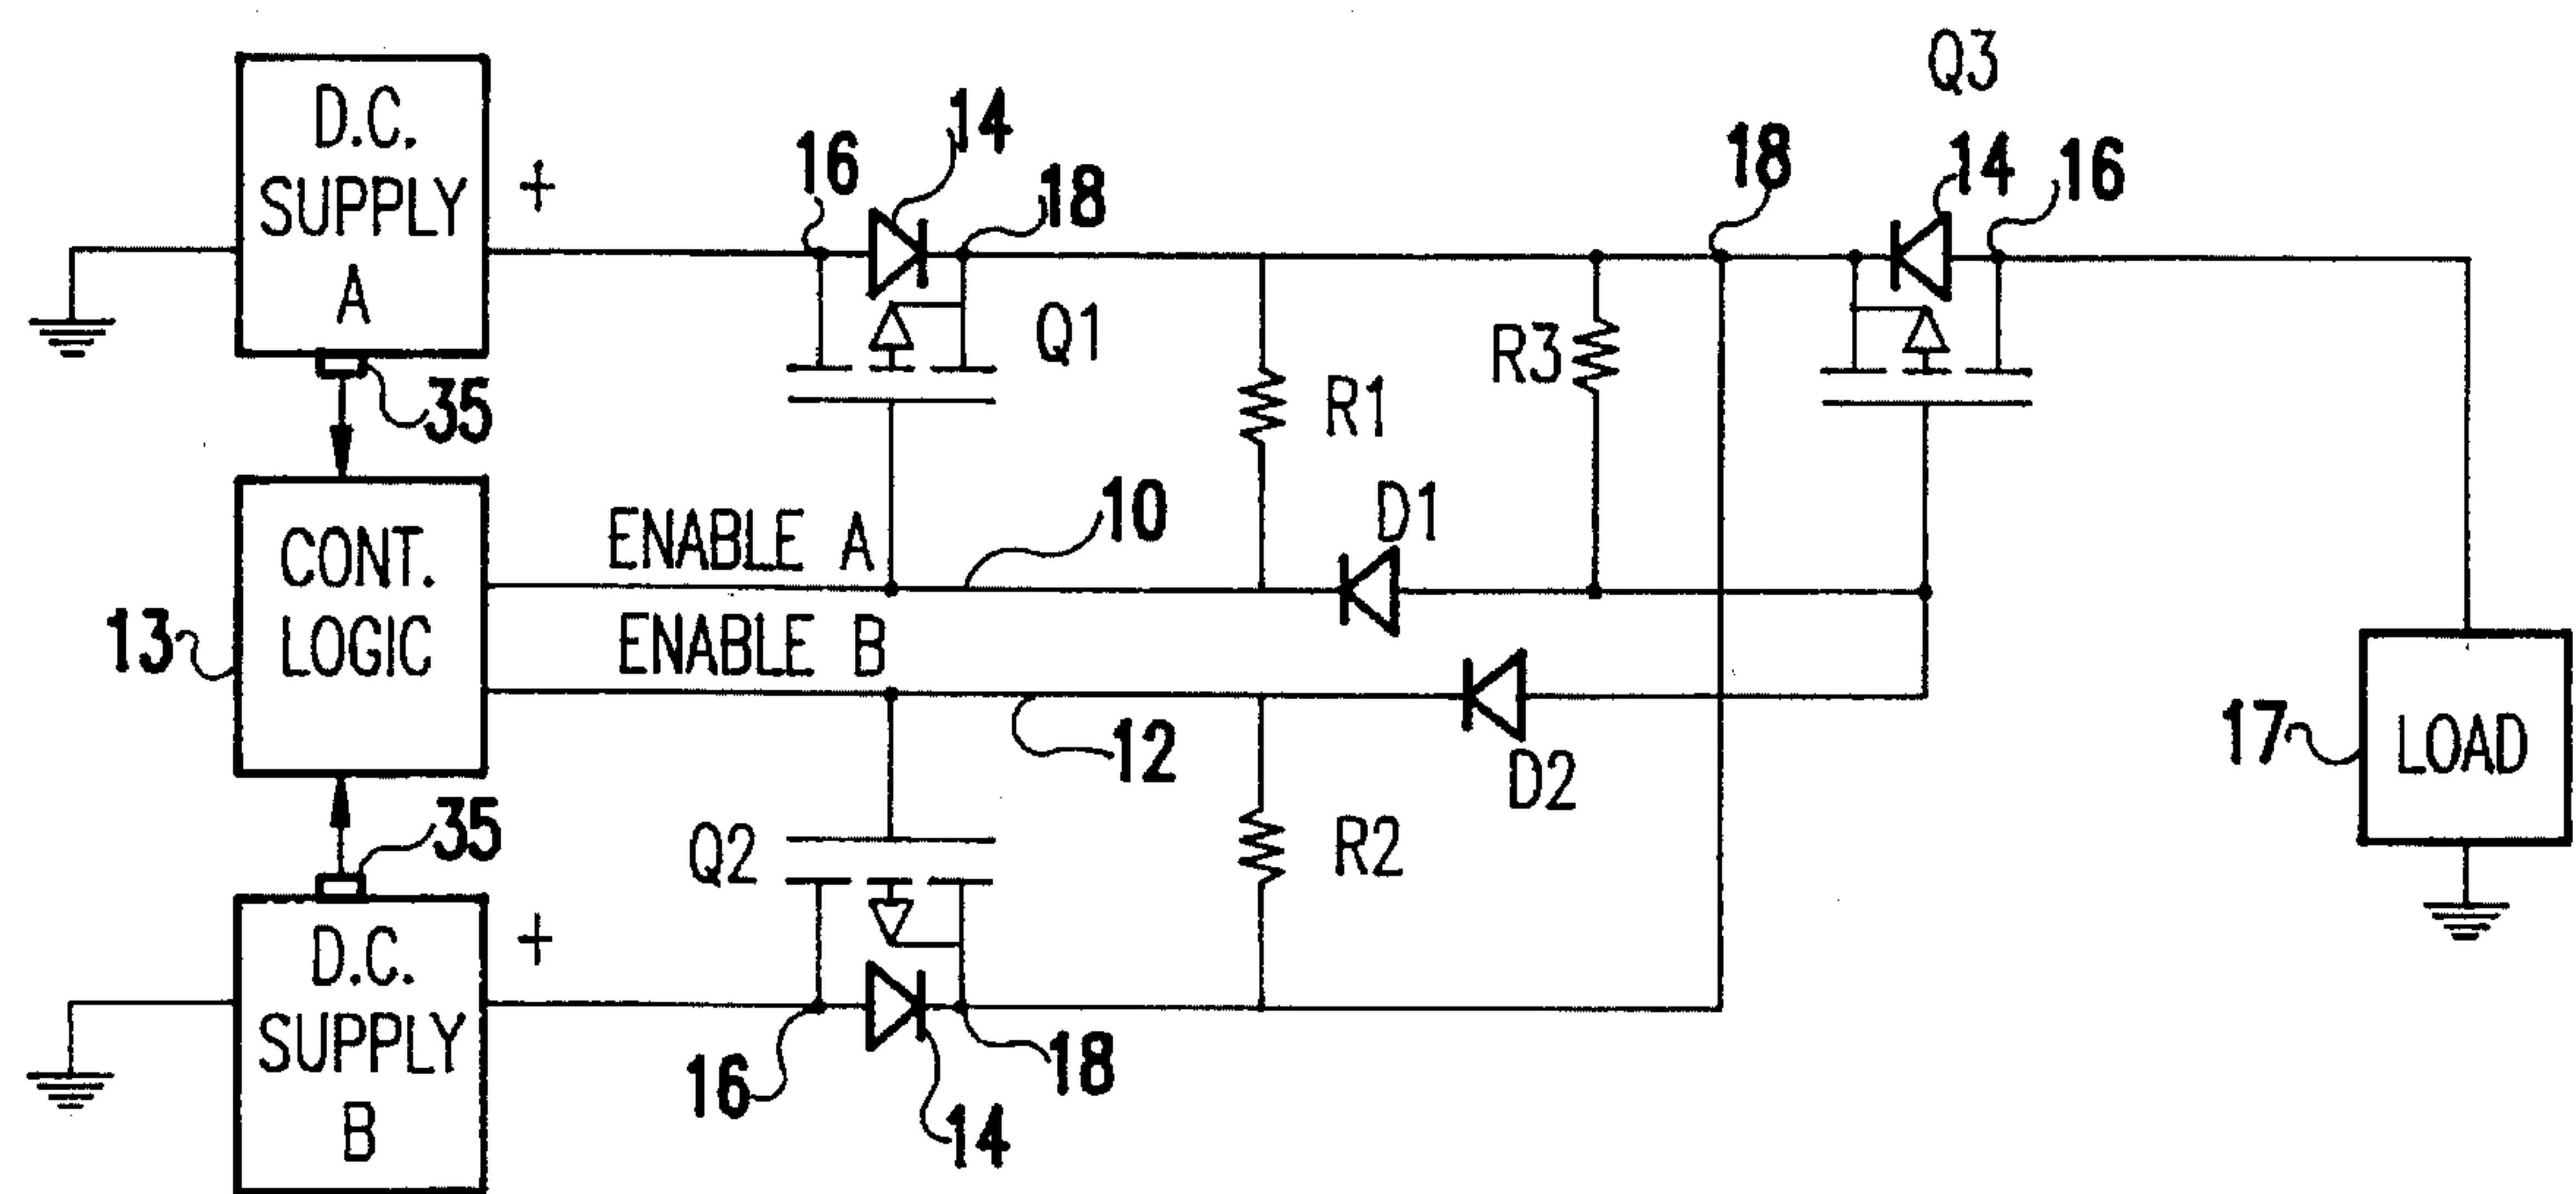 Q3
D.C.
SUPPLY
A
+
16
14
18
18
14
16
Q1
R1
R3
35
CONT.
LOGIC
13
ENABLE A
10
D1
ENABLE B
12
D2
17
LOAD
35
Q2
R2
D.C.
SUPPLY
B
+
16
14
18